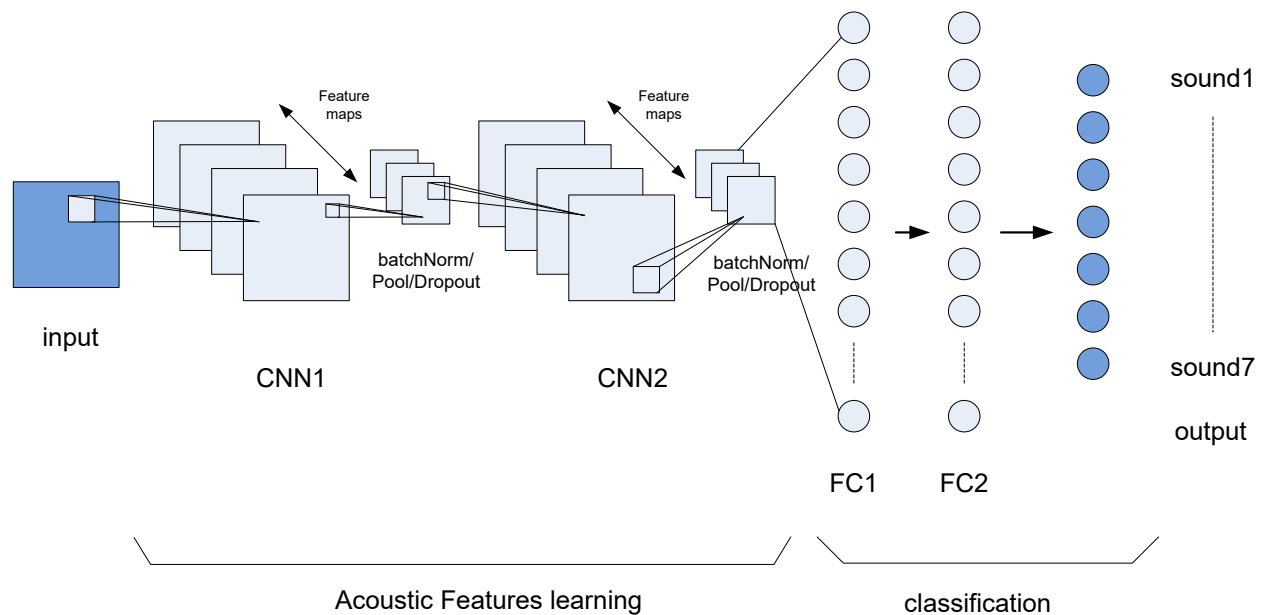 Feature
maps
Feature
maps
sound1
batchNorm/
Pool/Dropout
batchNorm/
Pool/Dropout
input
CNN1
CNN2
sound7
output
FC1
FC2
Acoustic Features learning
classification